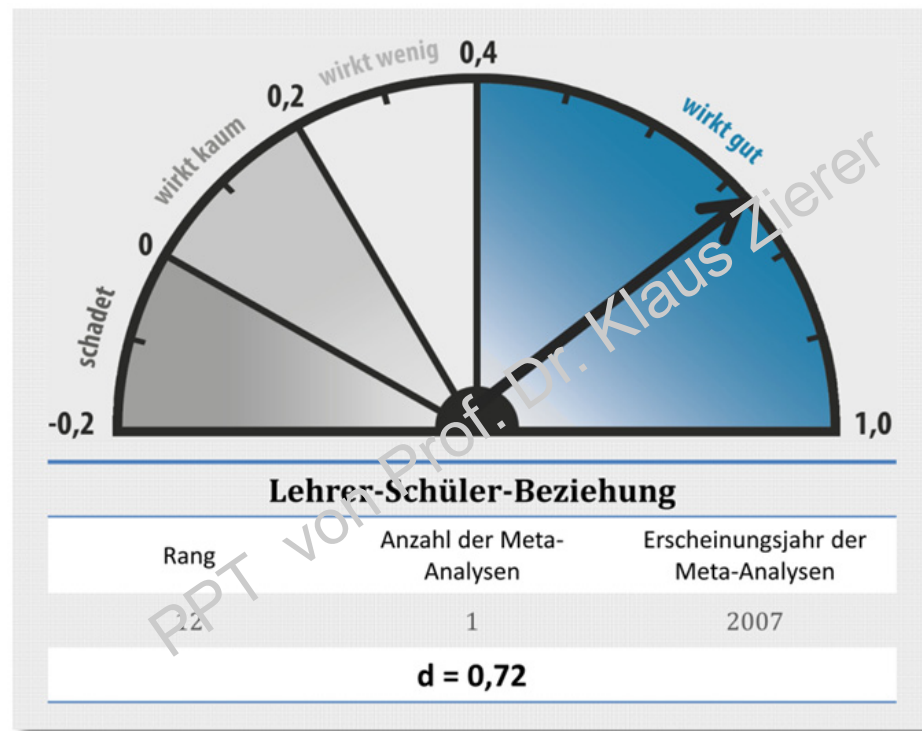 wirkt wenig
0,4
0,2
wirkt kaum
wirkt gut
0
schadet
-0,2
1,0
Lehrer-Schüler-Beziehung
Rang
Anzahl der Meta-
Analysen
Erscheinungsjahr der
Meta-Analysen
12
1
2007
d = 0,72
PPT von Prof. Dr. Klaus Zierer